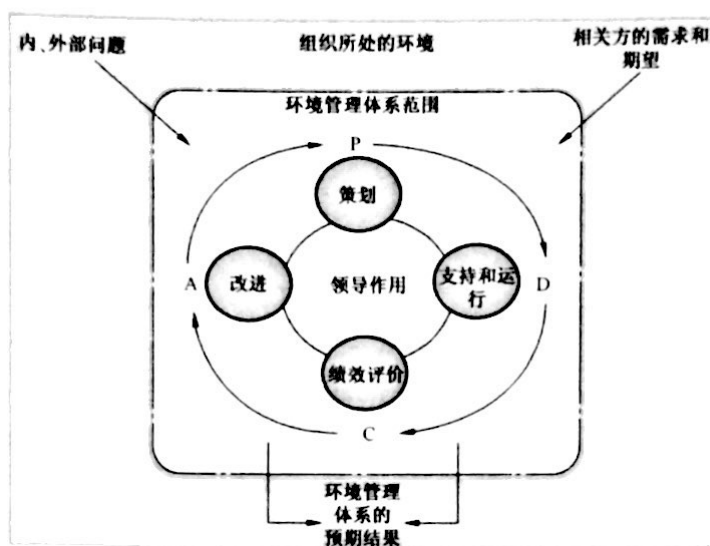 内、外部问题
组织所处的环境
相关方的需求和
期望
环境管理体系范围
P
策划
A
改进
领导作用
支持和运
行
D
绩效评价
C
环境管理
体系的
预期结果